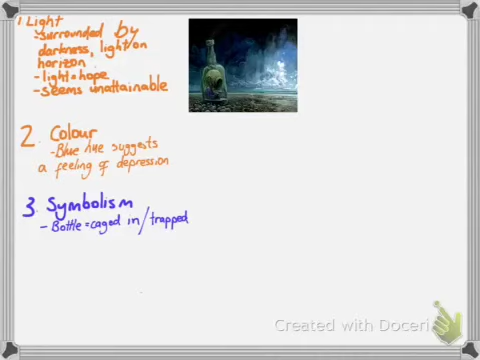 1. Light
- surrounded by
darkness, light on
horizon
- light = hope
- seems unattainable
2. Colour
- Blue hue suggests
a feeling of depression
3. Symbolism
- Bottle = caged in / trapped
Created with Doceri